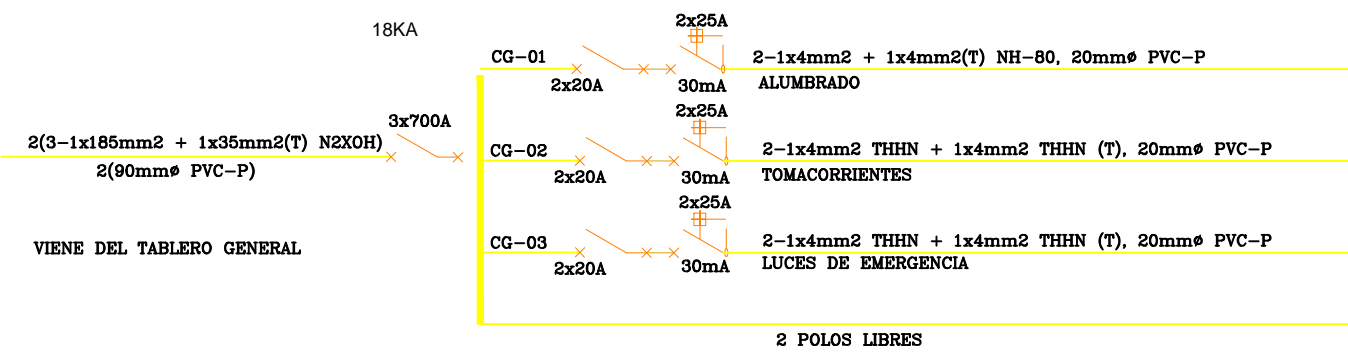 18KA
2x25A
CG-01
2-1x4mm2 + 1x4mm2(T) NH-80, 20mmø PVC-P
2x20A
30mA
ALUMBRADO
3x700A
2x25A
2(3-1x185mm2 + 1x35mm2(T) N2XOH)
CG-02
2-1x4mm2 THHN + 1x4mm2 THHN (T), 20mmø PVC-P
2(90mmø PVC-P)
2x20A
30mA
TOMACORRIENTES
2x25A
VIENE DEL TABLERO GENERAL
CG-03
2-1x4mm2 THHN + 1x4mm2 THHN (T), 20mmø PVC-P
2x20A
30mA
LUCES DE EMERGENCIA
2 POLOS LIBRES